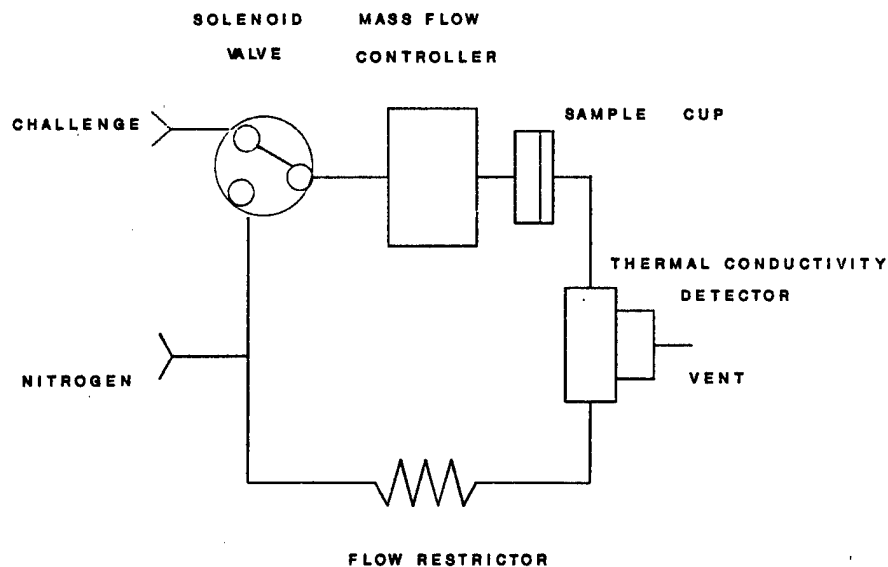 SOLENOID
VALVE
MASS FLOW
CONTROLLER
CHALLENGE
SAMPLE CUP
THERMAL CONDUCTIVITY
DETECTOR
NITROGEN
VENT
FLOW RESTRICTOR